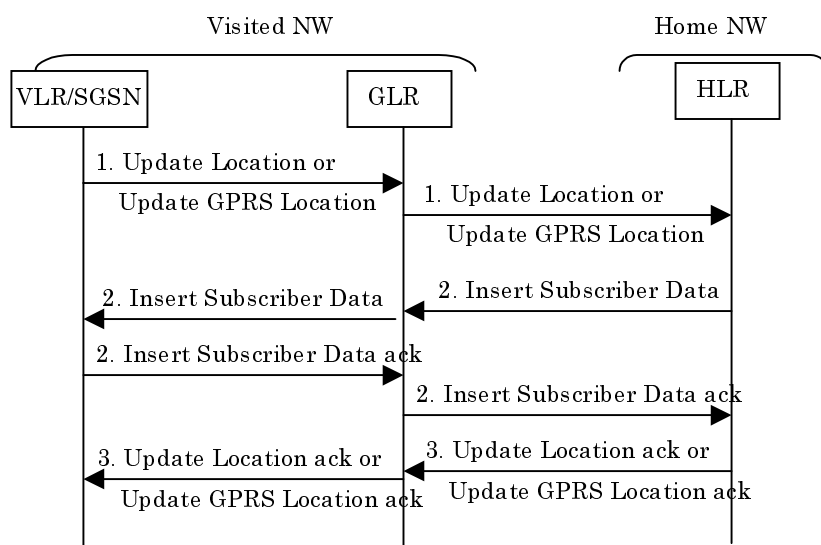 Visited NW
Home NW
VLR/SGSN
GLR
HLR
1. Update Location or
Update GPRS Location
1. Update Location or
Update GPRS Location
2. Insert Subscriber Data
2. Insert Subscriber Data
2. Insert Subscriber Data ack
2. Insert Subscriber Data ack
3. Update Location ack or
Update GPRS Location ack
3. Update Location ack or
Update GPRS Location ack